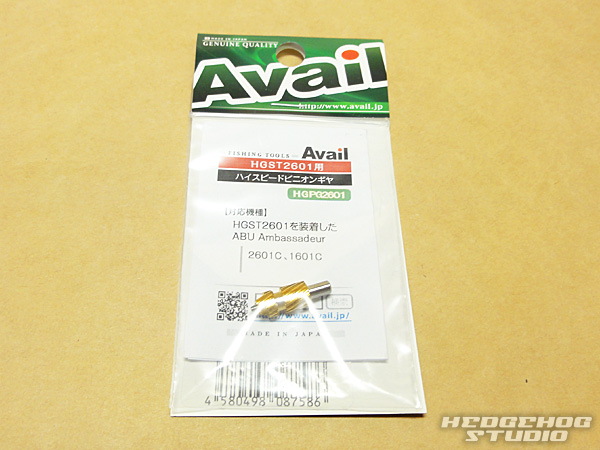 MADE IN JAPAN
GENUINE QUALITY
Avail
http://www.avail.jp
FISHING TOOLS Avail
HGST2601用
ハイスピードピニオンギヤ
HGPG2601
【対応機種】
HGST2601を装着した
ABU Ambassadeur
2601C、1601C
://www.avail.jp/
MADE IN JAPAN
4 580498 087586
HEDGEHOG
STUDIO